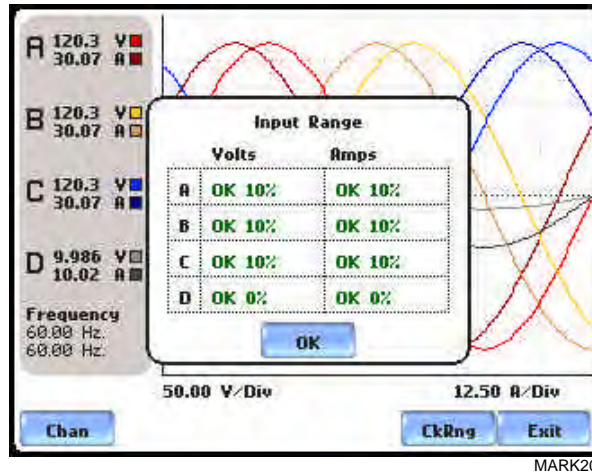 A 120.3 V
30.07 A
B 120.3 V
30.07 A
C 120.3 V
30.07 A
D 9.986 V
10.02 A
Frequency
60.00 Hz.
60.00 Hz.
Input Range
Volts Amps
A OK 10% OK 10%
B OK 10% OK 10%
C OK 10% OK 10%
D OK 0% OK 0%
OK
50.00 V/Div 12.50 A/Div
Chan CkRng Exit
MARK20